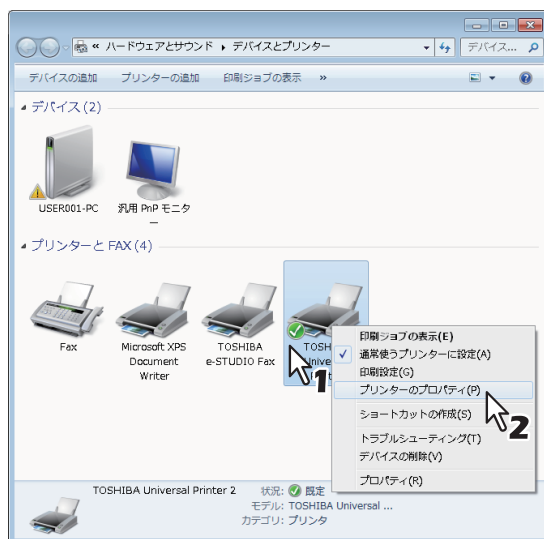 « ハードウェアとサウンド ▸ デバイスとプリンター
デバイス...
デバイスの追加 プリンターの追加 印刷ジョブの表示 »
デバイス (2)
USER001-PC
汎用 PnP モニタ
ー
プリンターと FAX (4)
Fax
Microsoft XPS
Document
Writer
TOSHIBA
e-STUDIO Fax
TOSH
Unive
1
印刷ジョブの表示(E)
通常使うプリンターに設定(A)
印刷設定(G)
プリンターのプロパティ(P)
ショートカットの作成(S)
2
トラブルシューティング(T)
デバイスの削除(V)
プロパティ(R)
TOSHIBA Universal Printer 2
状況: 既定
モデル: TOSHIBA Universal ...
カテゴリ: プリンタ